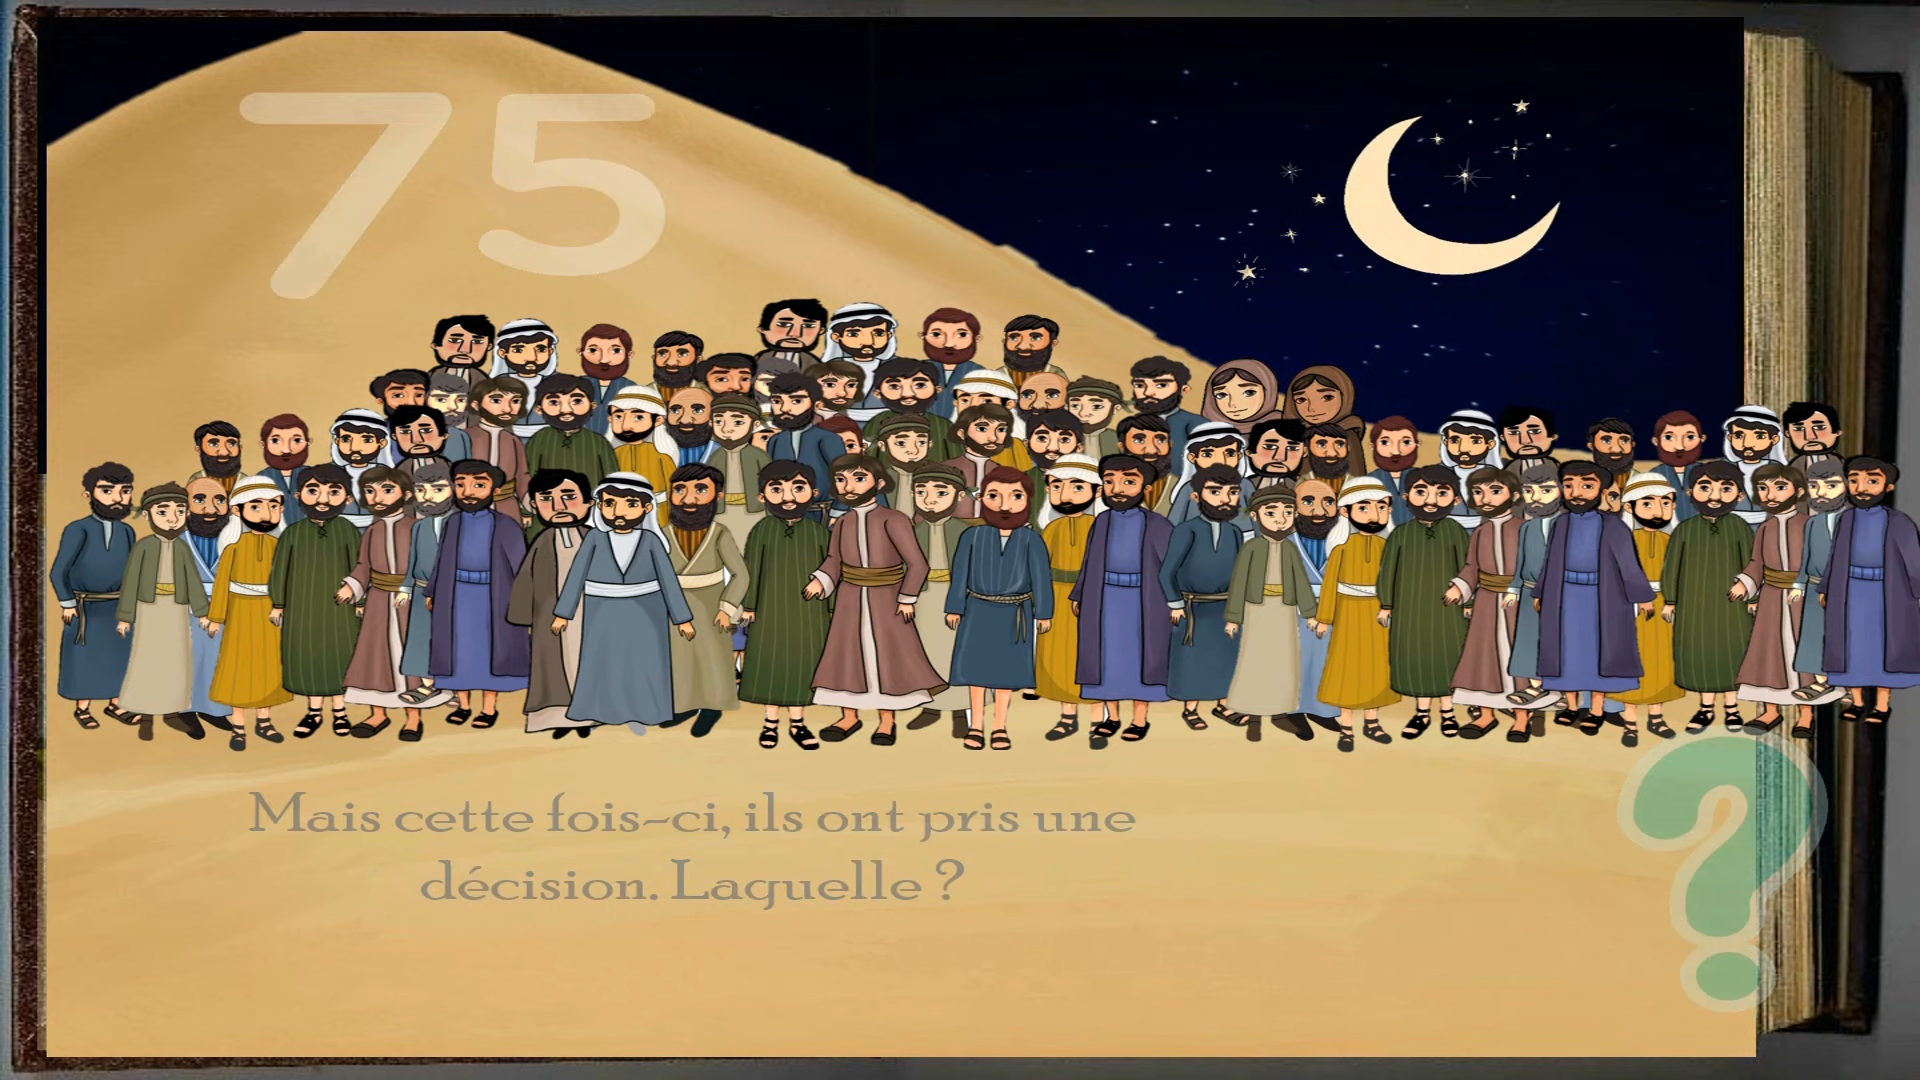 75
Mais cette fois-ci, ils ont pris une
décision. Laquelle ?
?